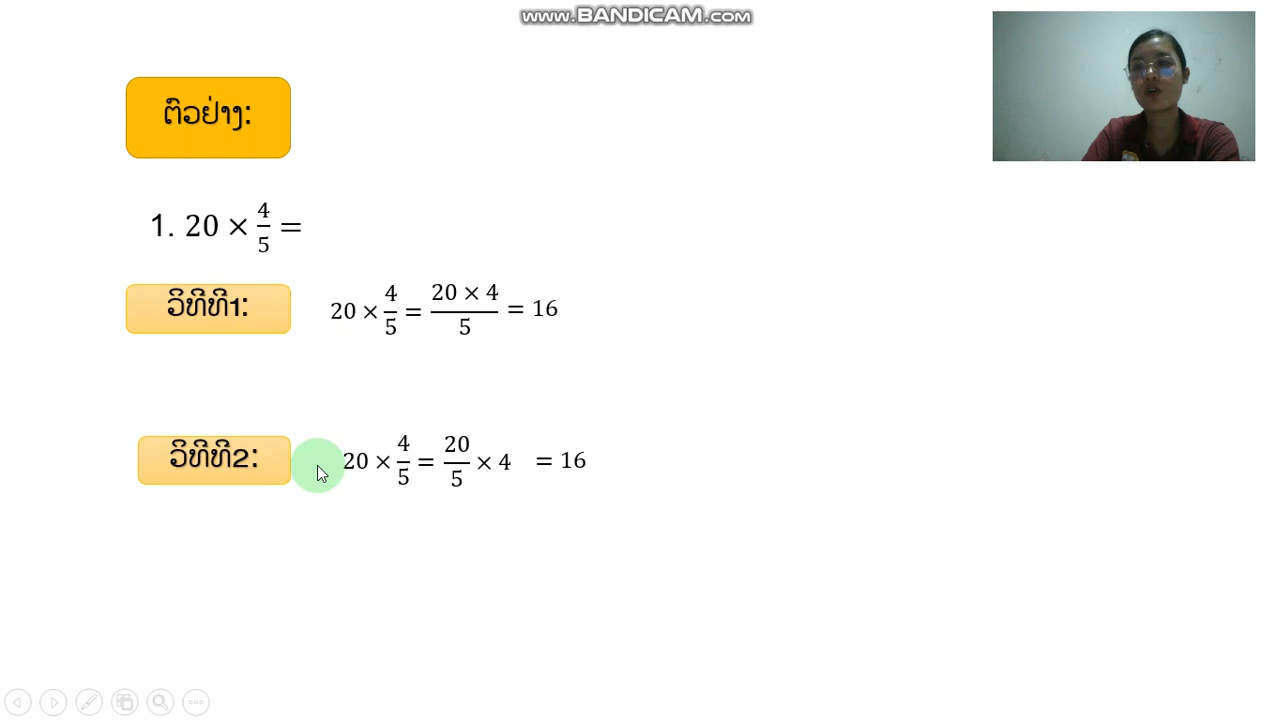 www.BANDICAM.com
ຕົວຢ່າງ:
1. 20 × 4/5 =
ວິທີທີ1:
20 × 4/5 = (20 × 4)/5 = 16
ວິທີທີ2:
20 × 4/5 = 20/5 × 4 = 16